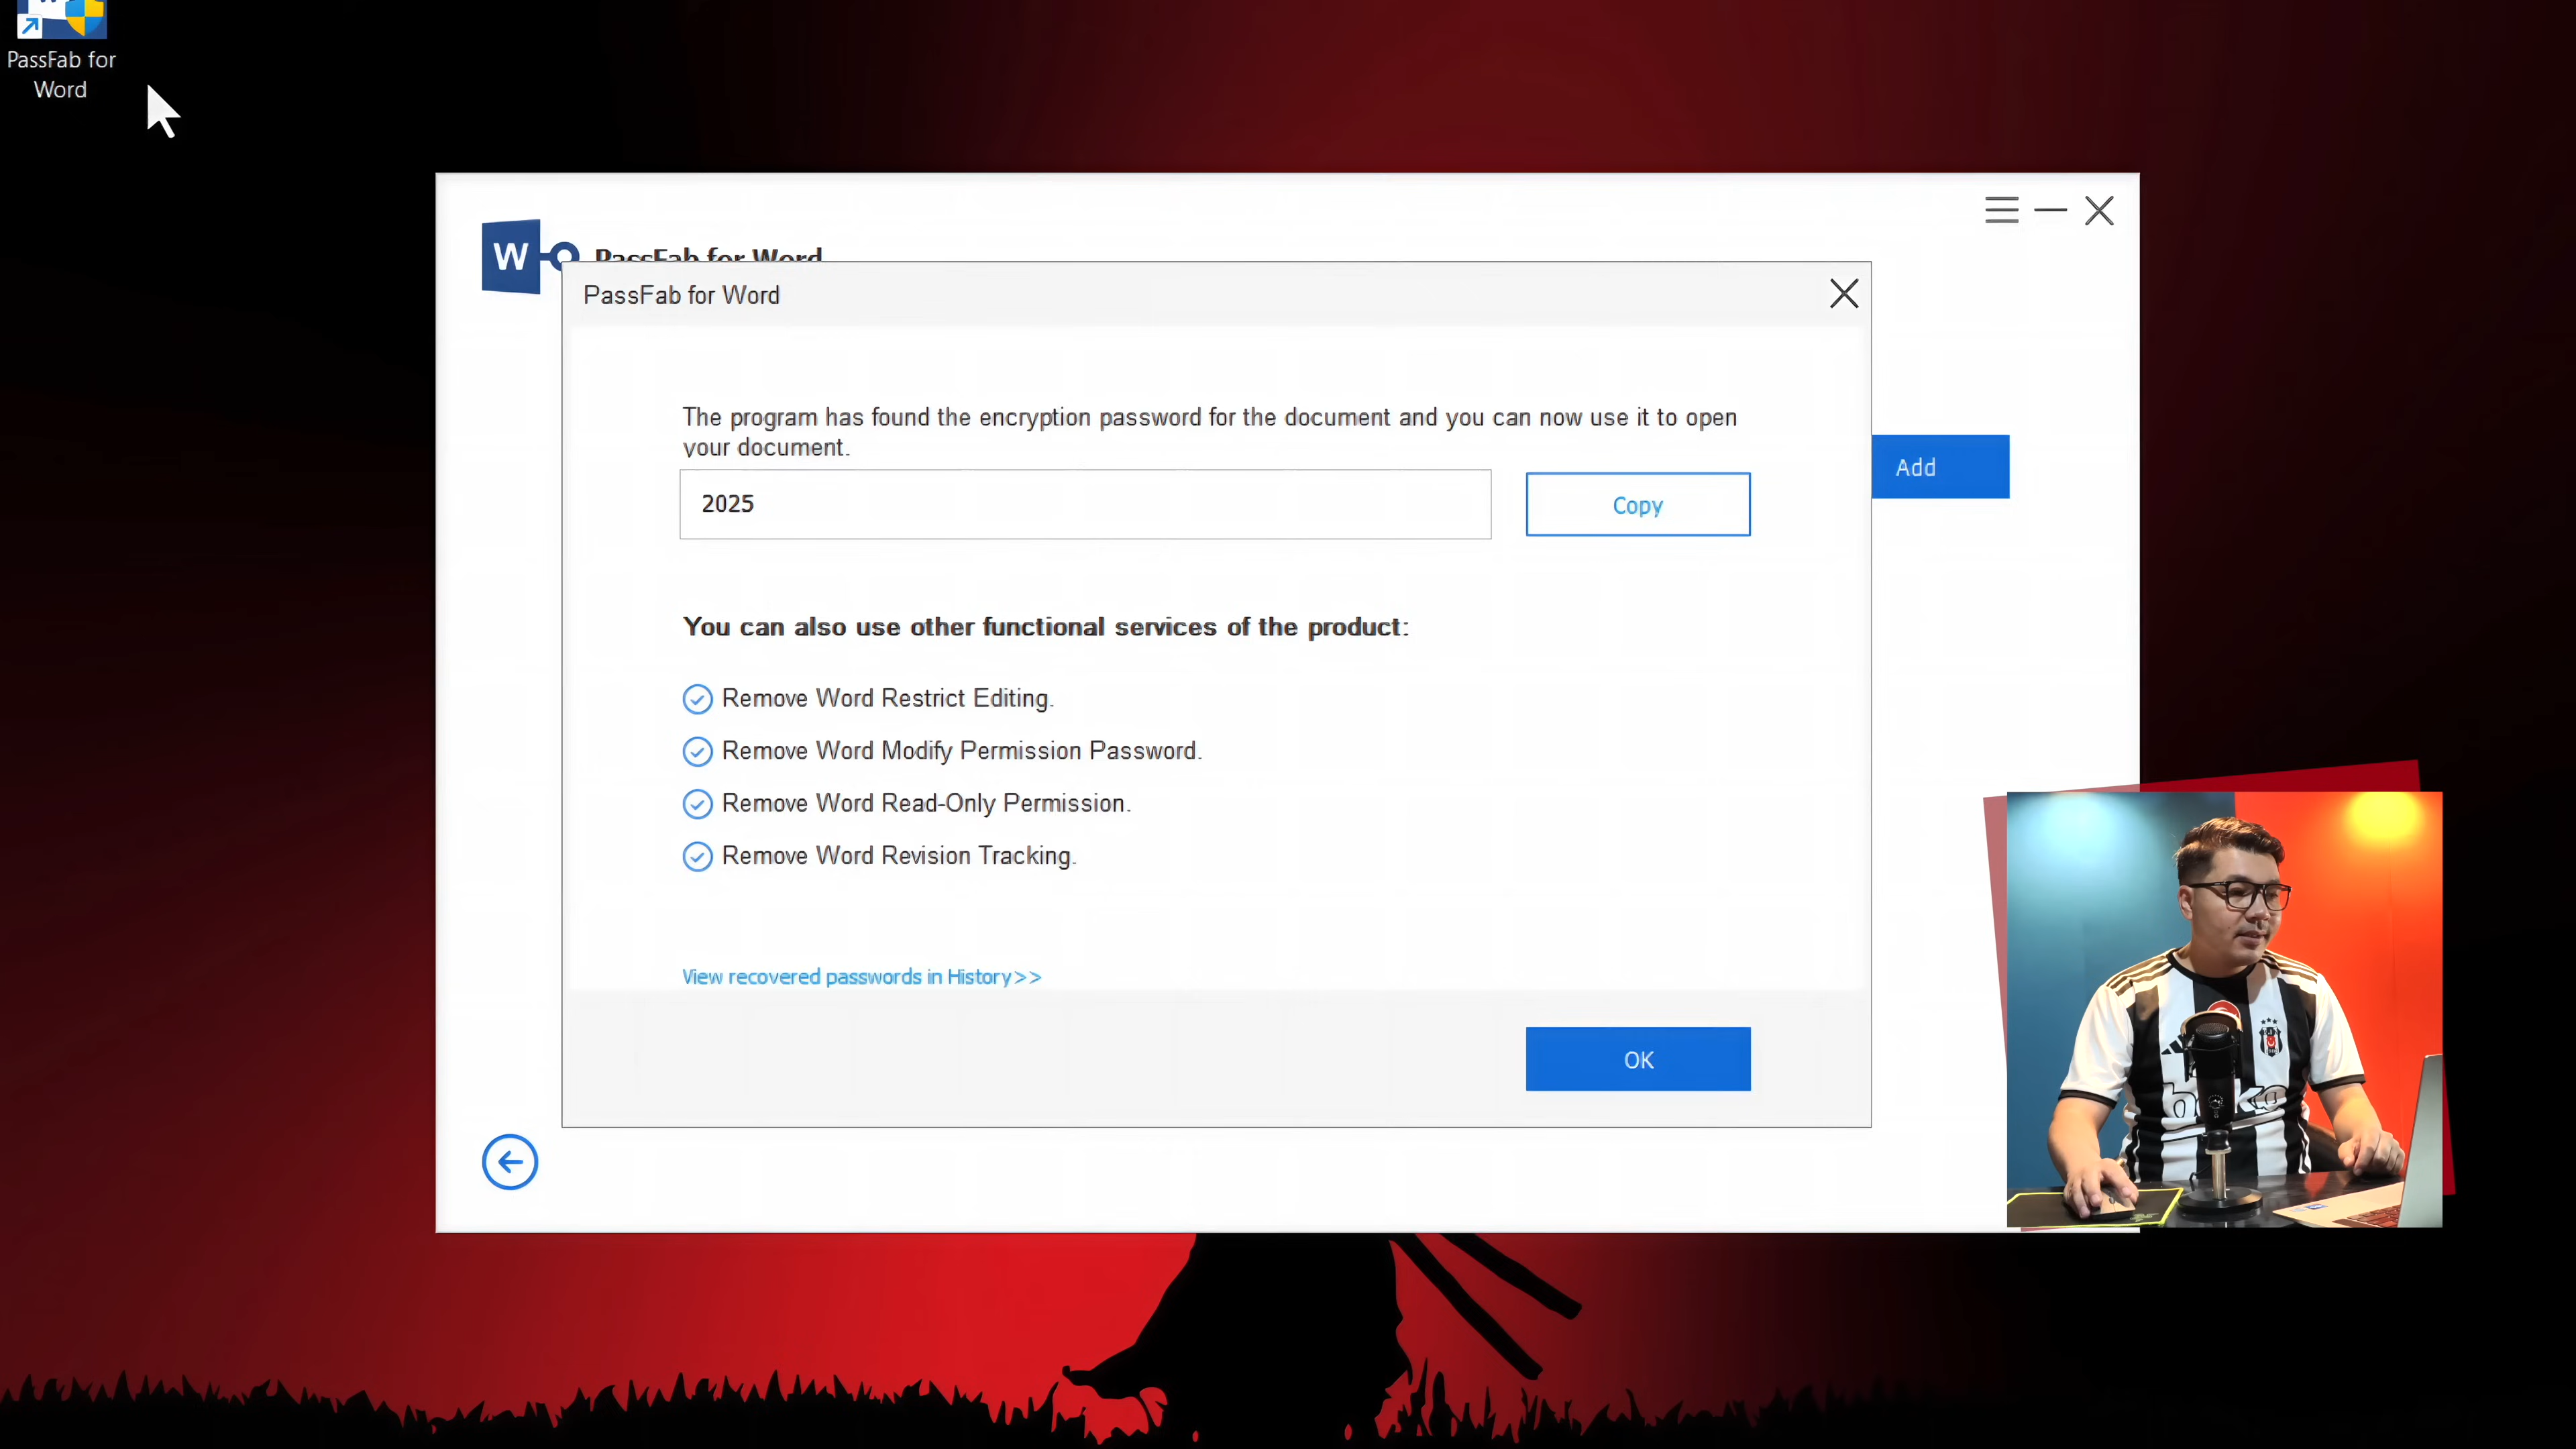 PassFab for
Word
W
PassFab for Word
PassFab for Word
The program has found the encryption password for the document and you can now use it to open
your document.
2025
Copy
Add
You can also use other functional services of the product:
Remove Word Restrict Editing.
Remove Word Modify Permission Password.
Remove Word Read-Only Permission.
Remove Word Revision Tracking.
View recovered passwords in History>>
OK
beko